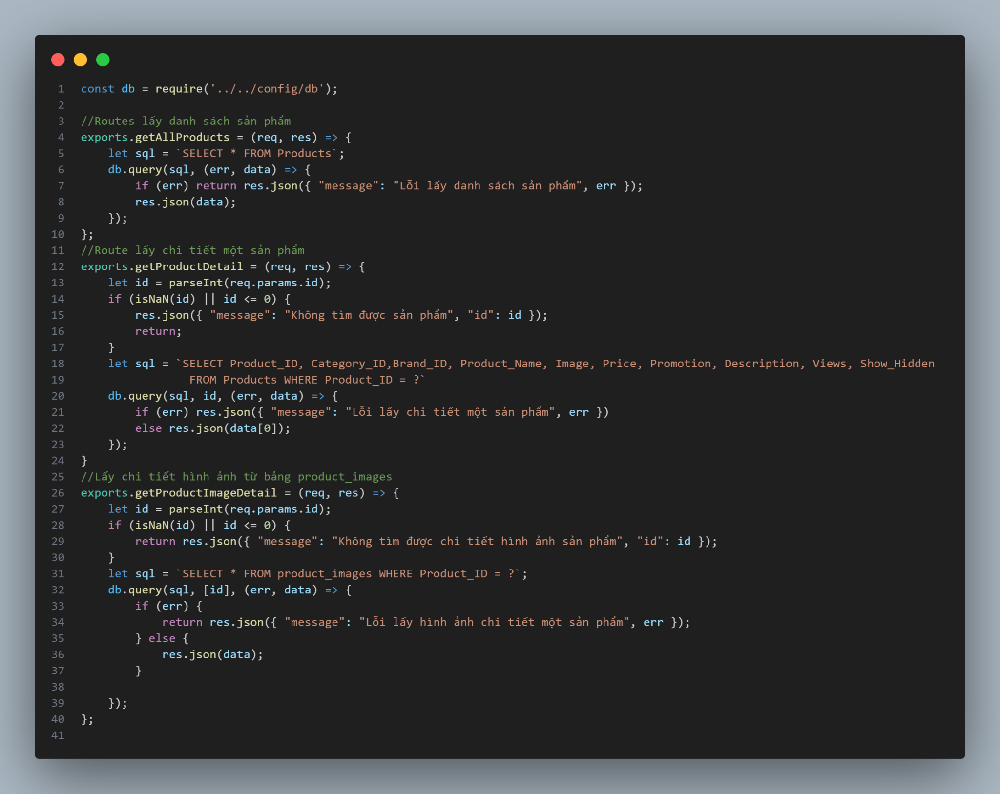 1 const db = require('../../config/db');
2
3 //Routes lấy danh sách sản phẩm
4 exports.getAllProducts = (req, res) => {
5     let sql = `SELECT * FROM Products`;
6     db.query(sql, (err, data) => {
7         if (err) return res.json({ "message": "Lỗi lấy danh sách sản phẩm", err });
8         res.json(data);
9     });
10 };
11 //Route lấy chi tiết một sản phẩm
12 exports.getProductDetail = (req, res) => {
13     let id = parseInt(req.params.id);
14     if (isNaN(id) || id <= 0) {
15         res.json({ "message": "Không tìm được sản phẩm", "id": id });
16         return;
17     }
18     let sql = `SELECT Product_ID, Category_ID,Brand_ID, Product_Name, Image, Price, Promotion, Description, Views, Show_Hidden
19                 FROM Products WHERE Product_ID = ?`
20     db.query(sql, id, (err, data) => {
21         if (err) res.json({ "message": "Lỗi lấy chi tiết một sản phẩm", err })
22         else res.json(data[0]);
23     });
24 }
25 //Lấy chi tiết hình ảnh từ bảng product_images
26 exports.getProductImageDetail = (req, res) => {
27     let id = parseInt(req.params.id);
28     if (isNaN(id) || id <= 0) {
29         return res.json({ "message": "Không tìm được chi tiết hình ảnh sản phẩm", "id": id });
30     }
31     let sql = `SELECT * FROM product_images WHERE Product_ID = ?`;
32     db.query(sql, [id], (err, data) => {
33         if (err) {
34             return res.json({ "message": "Lỗi lấy hình ảnh chi tiết một sản phẩm", err });
35         } else {
36             res.json(data);
37         }
38
39     });
40 };
41